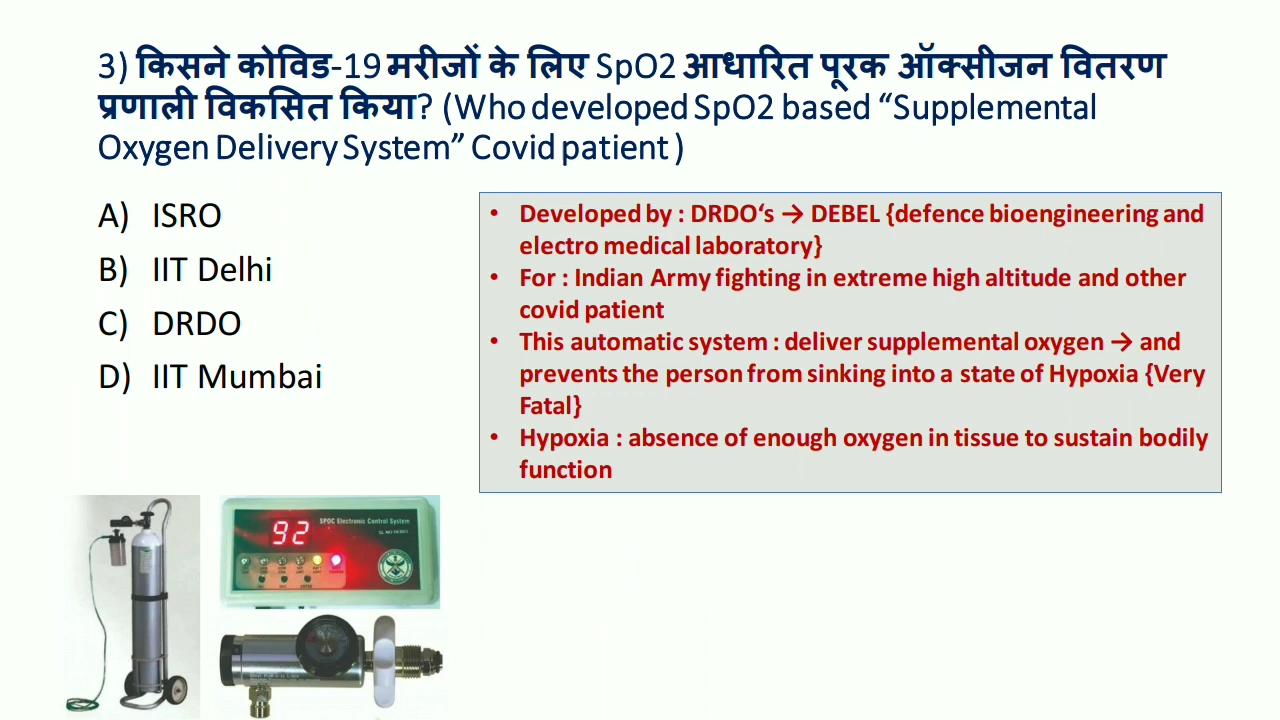 3) किसने कोविड-19 मरीजों के लिए SpO2 आधारित पूरक ऑक्सीजन वितरण
प्रणाली विकसित किया? (Who developed SpO2 based “Supplemental
Oxygen Delivery System” Covid patient )
A) ISRO
B) IIT Delhi
C) DRDO
D) IIT Mumbai
• Developed by : DRDO‘s → DEBEL {defence bioengineering and
electro medical laboratory}
• For : Indian Army fighting in extreme high altitude and other
covid patient
• This automatic system : deliver supplemental oxygen → and
prevents the person from sinking into a state of Hypoxia {Very
Fatal}
• Hypoxia : absence of enough oxygen in tissue to sustain bodily
function
SPOC Electronic Control System
92